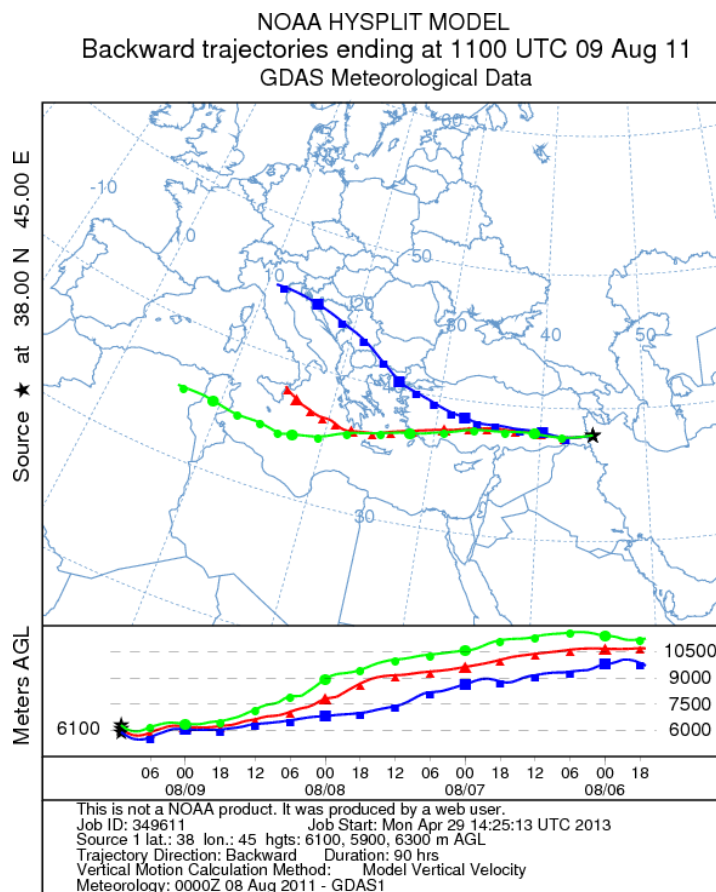 NOAA HYSPLIT MODEL
Backward trajectories ending at 1100 UTC 09 Aug 11
GDAS Meteorological Data
Source ★ at 38.00 N 45.00 E
-10
0
10
20
30
40
50
60
50
30
Meters AGL
6100
10500
9000
7500
6000
06 00 18 12 06 00 18 12 06 00 18 12 06 00 18
08/09 08/08 08/07 08/06
This is not a NOAA product. It was produced by a web user.
Job ID: 349611 Job Start: Mon Apr 29 14:25:13 UTC 2013
Source 1 lat.: 38 lon.: 45 hgts: 6100, 5900, 6300 m AGL
Trajectory Direction: Backward Duration: 90 hrs
Vertical Motion Calculation Method: Model Vertical Velocity
Meteorology: 0000Z 08 Aug 2011 - GDAS1